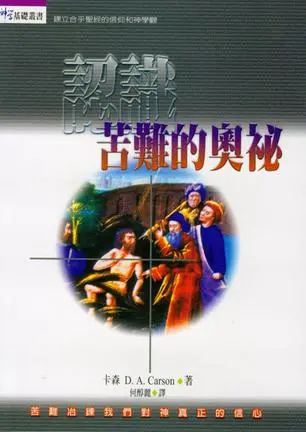 神學基礎叢書
建立合乎聖經的信仰和神學觀
認識
苦難的奧祕
卡森 D. A. Carson ◆ 著
何醇麗 ◆ 譯
苦難冶鍊我們對神真正的信心